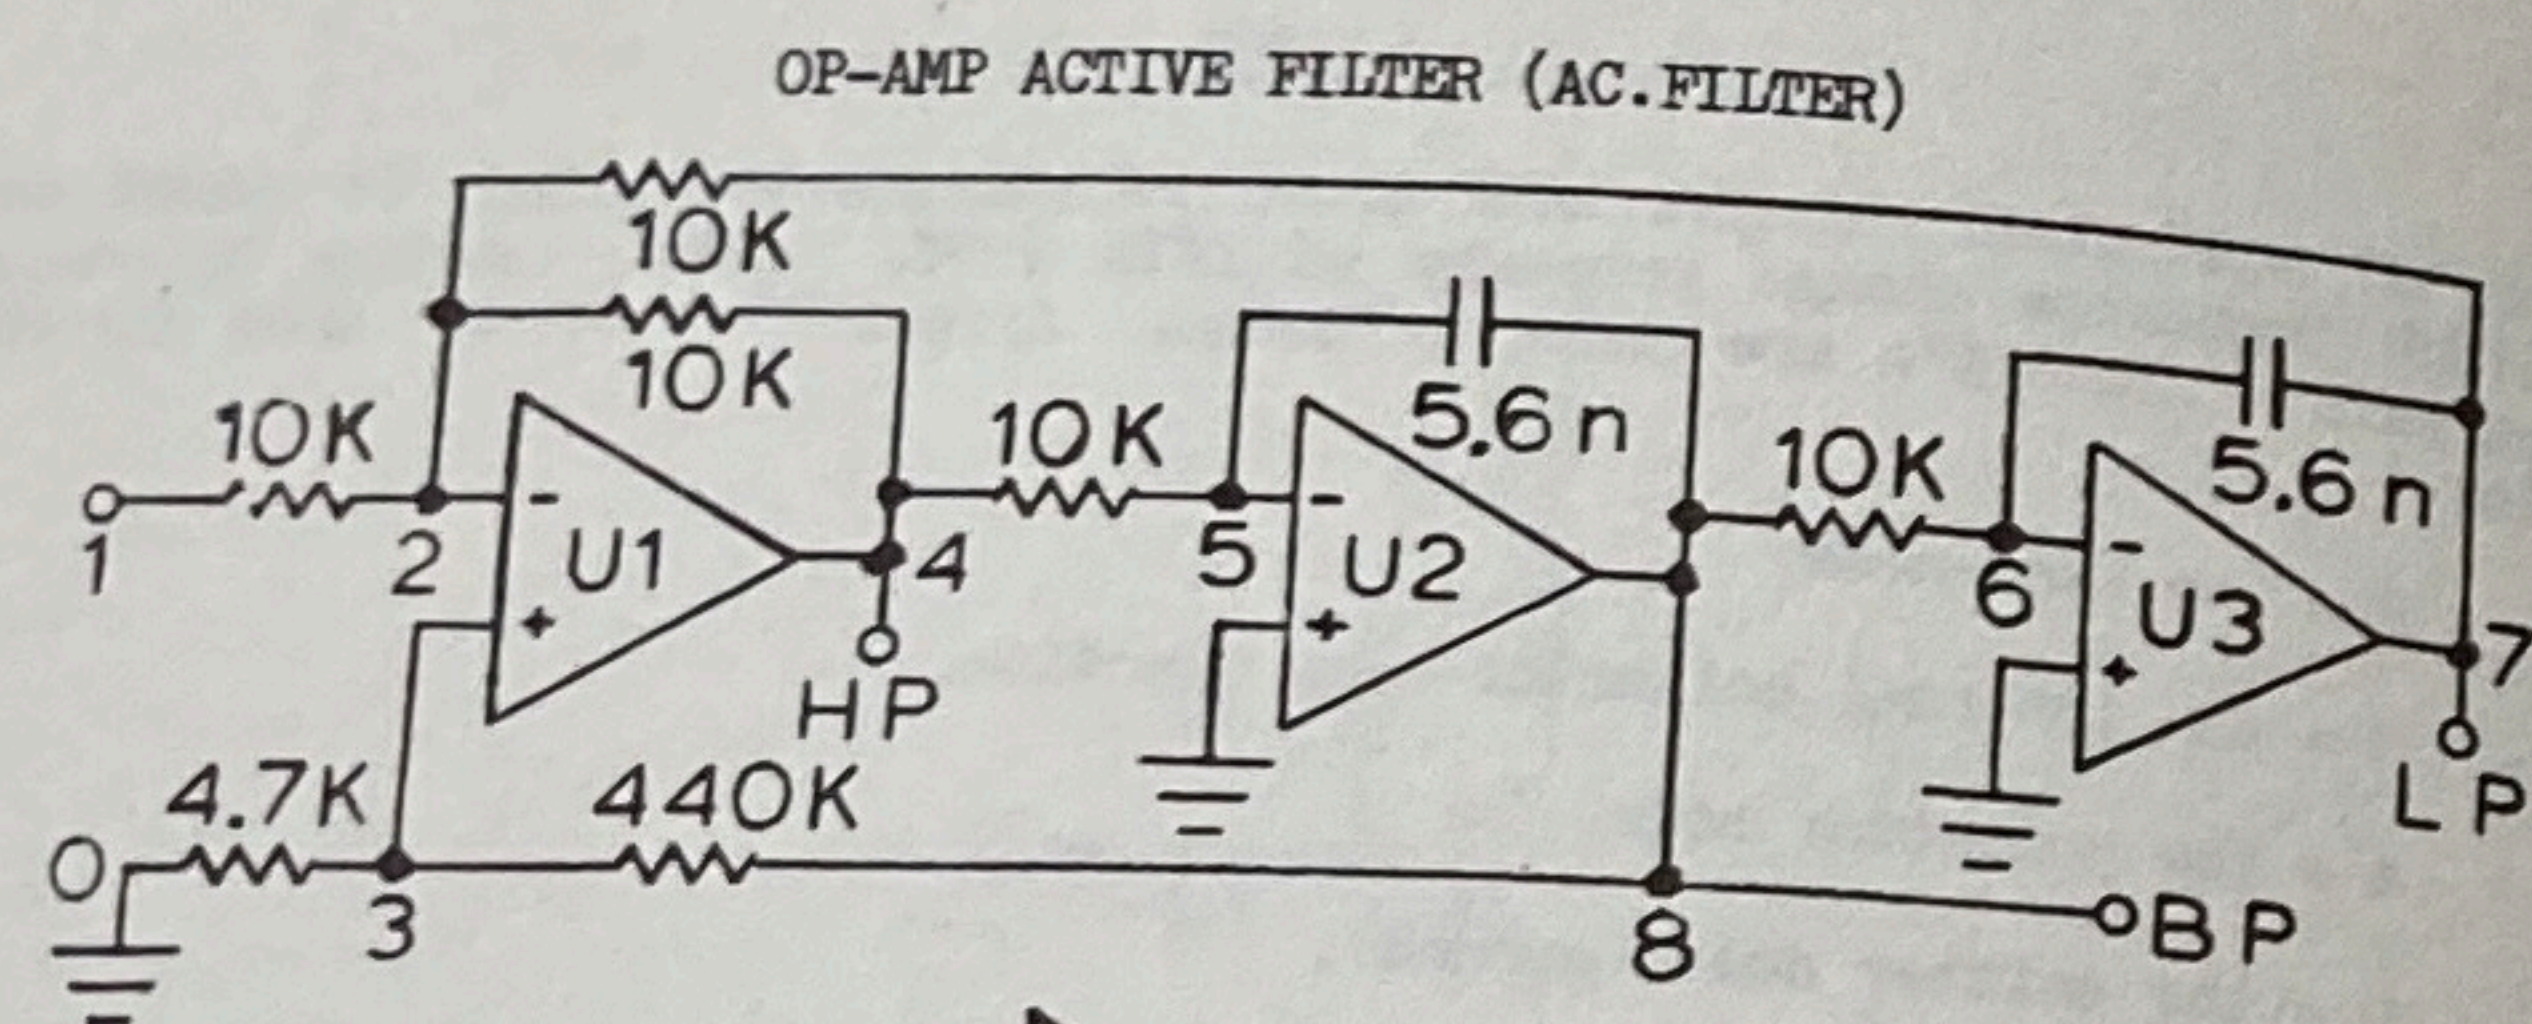 OP-AMP ACTIVE FILTER (AC.FILTER)
10K
10K
10K
10K
5.6n
10K
5.6n
1
2
-
U1
+
4
5
-
U2
+
6
-
U3
+
7
HP
LP
4.7K
440K
0
3
8
BP